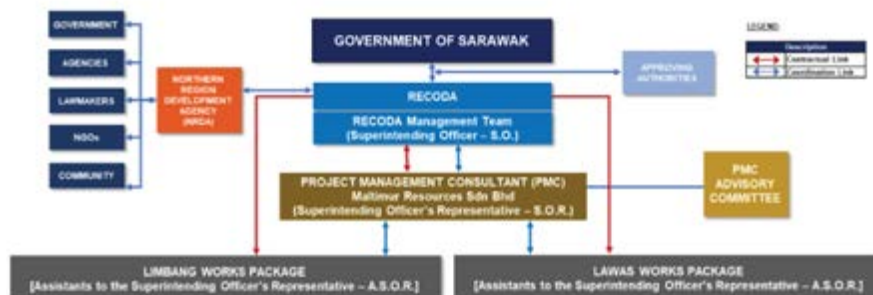 GOVERNMENT
AGENCIES
LAWMAKERS
NGOs
COMMUNITY
NORTHERN
REGION
DEVELOPMENT
AGENCY
(NRDA)
GOVERNMENT OF SARAWAK
APPROVING
AUTHORITIES
LEGEND:
Description
Contractual Link
Coordination Link
RECODA
RECODA Management Team
(Superintending Officer – S.O.)
PROJECT MANAGEMENT CONSULTANT (PMC)
Maltimur Resources Sdn Bhd
(Superintending Officer's Representative – S.O.R.)
PMC
ADVISORY
COMMITTEE
LIMBANG WORKS PACKAGE
[Assistants to the Superintending Officer's Representative – A.S.O.R.]
LAWAS WORKS PACKAGE
[Assistants to the Superintending Officer's Representative – A.S.O.R.]